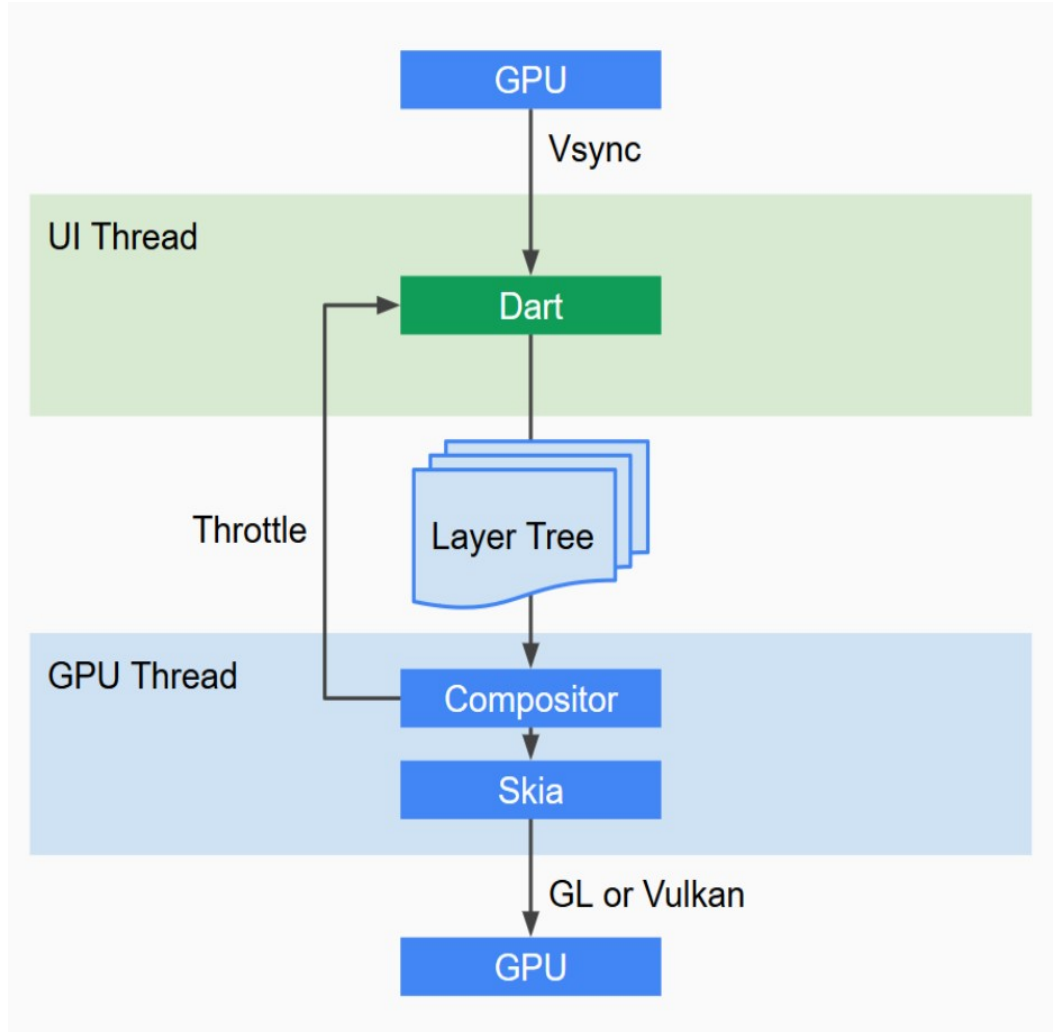 GPU
Vsync
UI Thread
Dart
Layer Tree
Throttle
GPU Thread
Compositor
Skia
GL or Vulkan
GPU